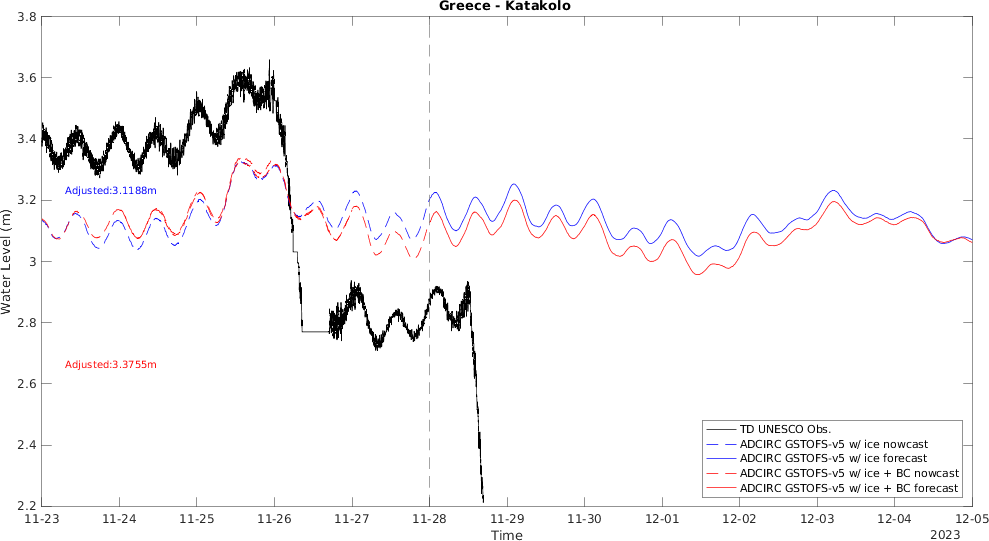 Greece - Katakolo
3.8
3.6
3.4
3.2
3
2.8
2.6
2.4
2.2
Water Level (m)
Adjusted:3.1188m
Adjusted:3.3755m
TD UNESCO Obs.
ADCIRC GSTOFS-v5 w/ ice nowcast
ADCIRC GSTOFS-v5 w/ ice forecast
ADCIRC GSTOFS-v5 w/ ice + BC nowcast
ADCIRC GSTOFS-v5 w/ ice + BC forecast
11-23 11-24 11-25 11-26 11-27 11-28 11-29 11-30 12-01 12-02 12-03 12-04 12-05
Time
2023